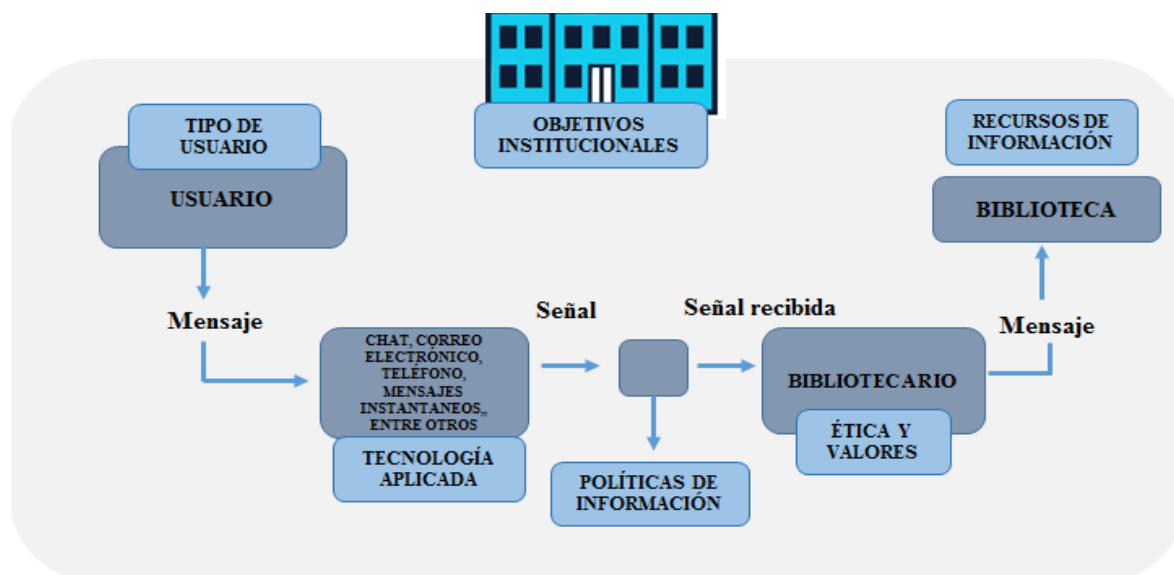 OBJETIVOS
INSTITUCIONALES
TIPO DE
USUARIO
USUARIO
RECURSOS DE
INFORMACIÓN
BIBLIOTECA
Mensaje
CHAT, CORREO
ELECTRÓNICO,
TELÉFONO,
MENSAJES
INSTANTANEOS,,
ENTRE OTROS
TECNOLOGÍA
APLICADA
Señal
POLÍTICAS DE
INFORMACIÓN
Señal recibida
BIBLIOTECARIO
ÉTICA Y
VALORES
Mensaje